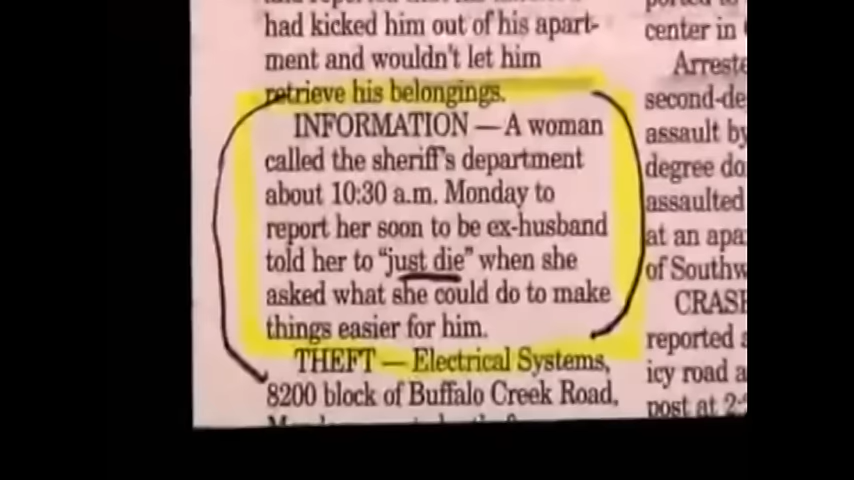 had kicked him out of his apart-
ment and wouldn't let him
retrieve his belongings.
INFORMATION — A woman
called the sheriff's department
about 10:30 a.m. Monday to
report her soon to be ex-husband
told her to "just die" when she
asked what she could do to make
things easier for him.
THEFT — Electrical Systems,
8200 block of Buffalo Creek Road,
center in
Arreste
second-de
assault by
degree do
assaulted
at an apa
of Southw
CRASH
reported a
icy road a
post at 2: